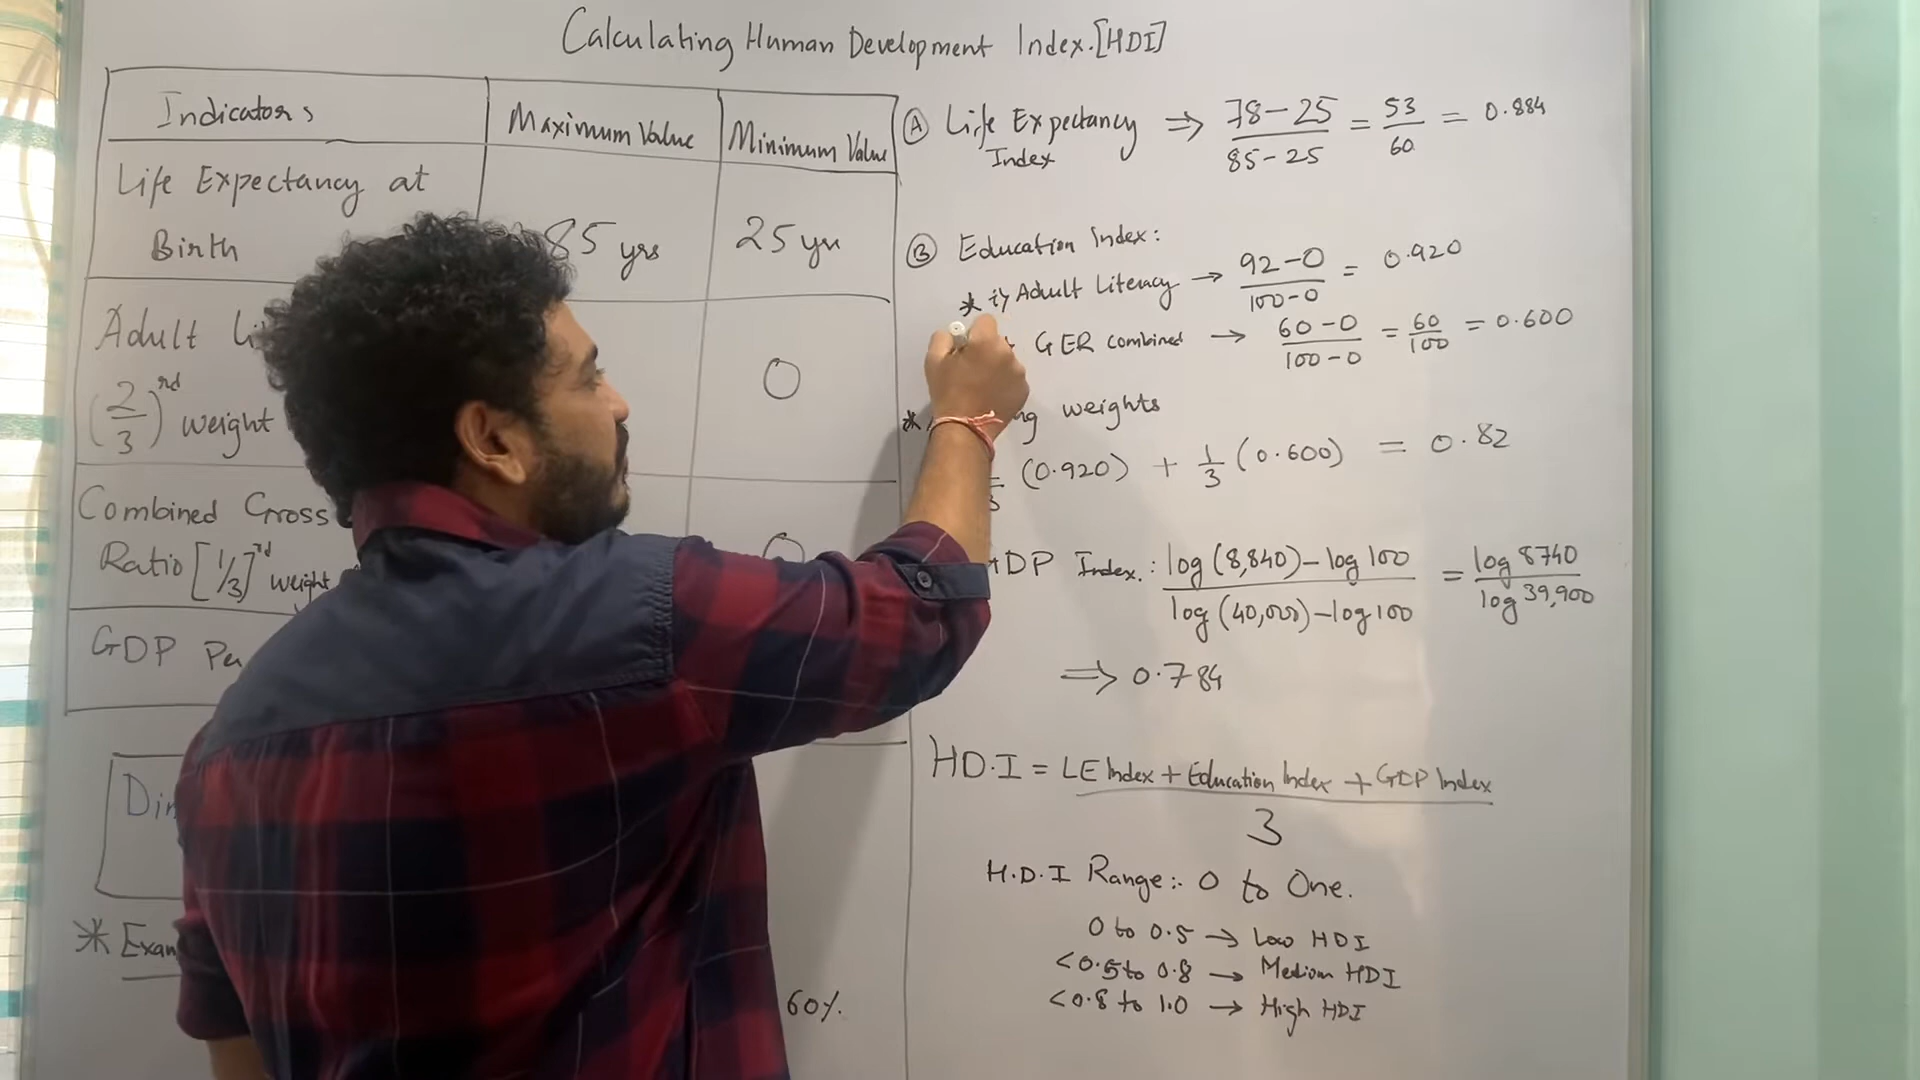 Calculating Human Development Index.[HDI]
Indicators
Maximum Value
Minimum Value
Life Expectancy at
Birth
85 yrs
25 yrs
Adult
(2/3)rd weight
0
Combined Gross
Ratio [1/3]rd weight
GDP Per
60%.
(A) Life Expectancy Index ⇒ 78-25/85-25 = 53/60 = 0.884
(B) Education Index:
* i) Adult Literacy → 92-0/100-0 = 0.920
GER combined → 60-0/100-0 = 60/100 = 0.600
* weights
(0.920) + 1/3 (0.600) = 0.82
DP Index.: log(8,840)-log 100/log(40,000)-log 100 = log 8740/log 39,900
⇒ 0.784
HD.I = LE Index + Education Index + GDP Index
3
H.D.I Range:- 0 to One.
0 to 0.5 → Low HDI
<0.5 to 0.8 → Medium HDI
<0.8 to 1.0 → High HDI